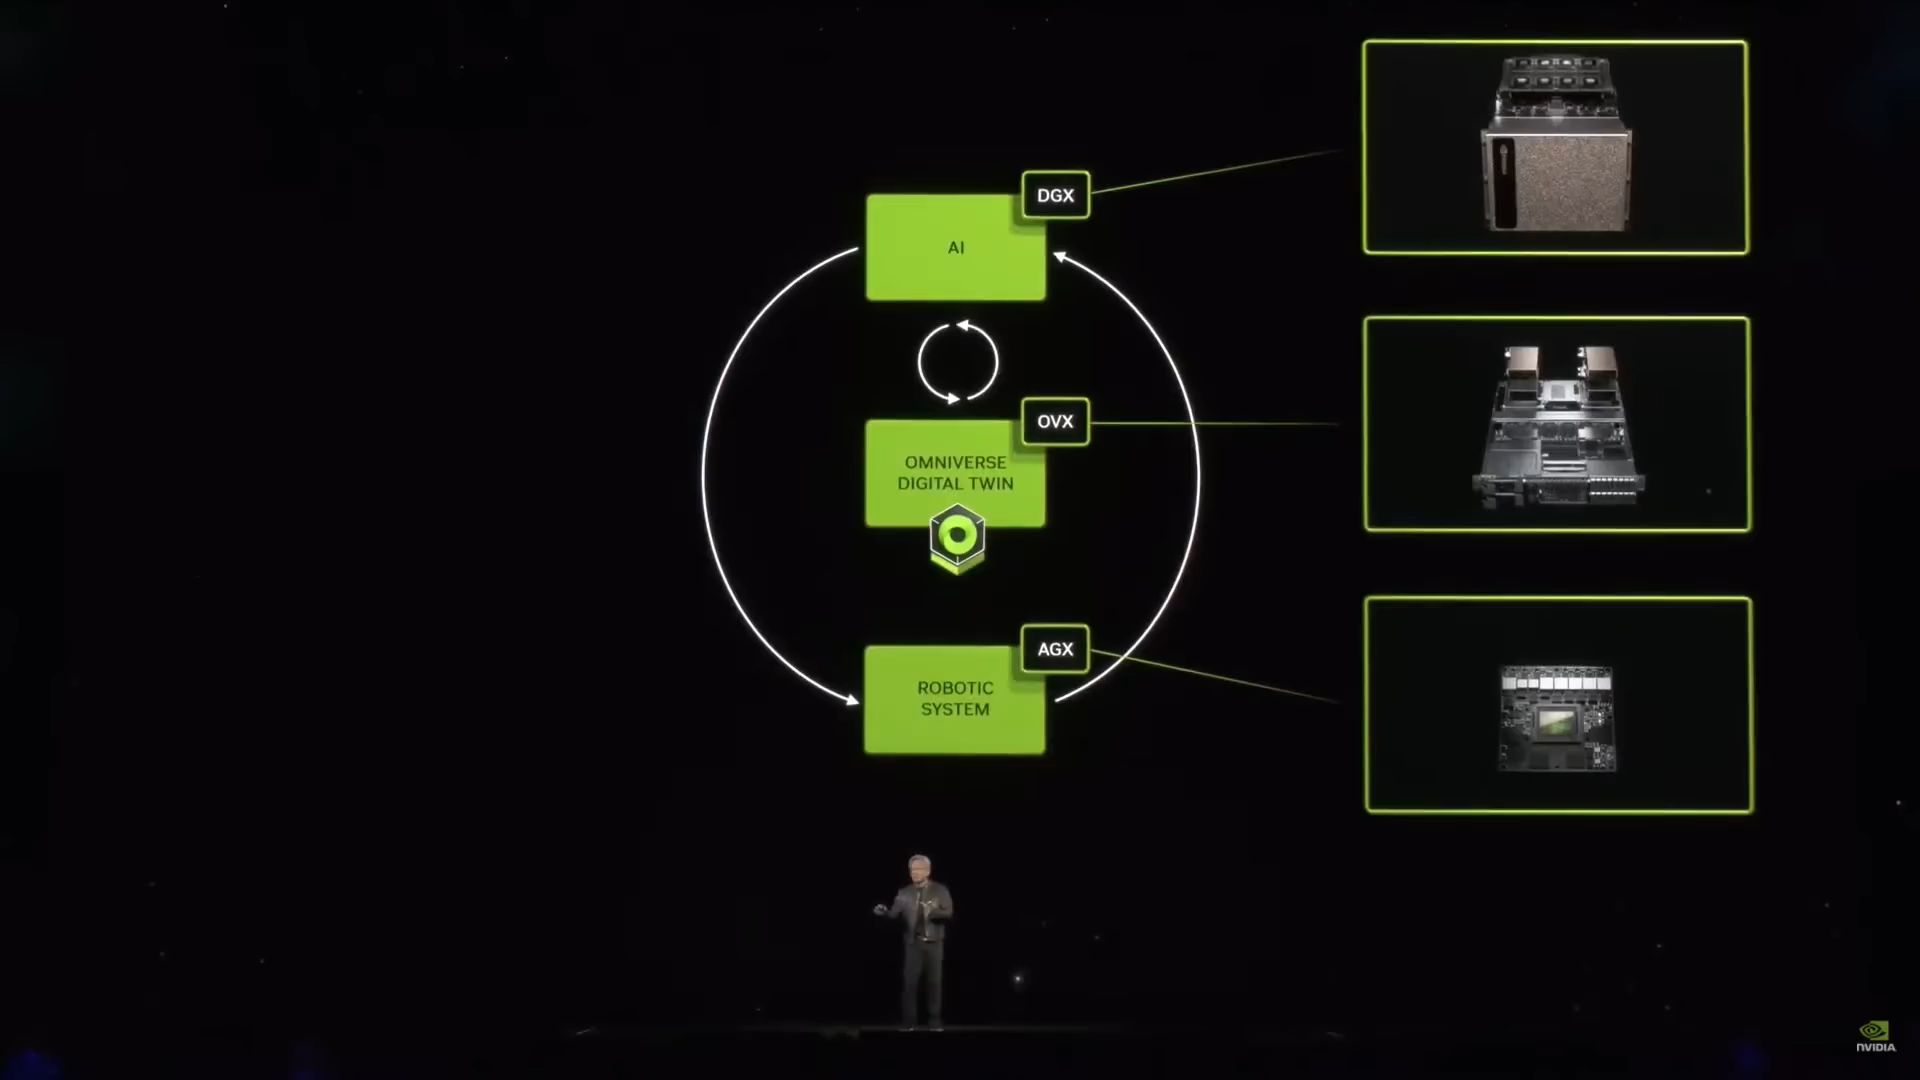 DGX
AI
OVX
OMNIVERSE
DIGITAL TWIN
AGX
ROBOTIC
SYSTEM
NVIDIA